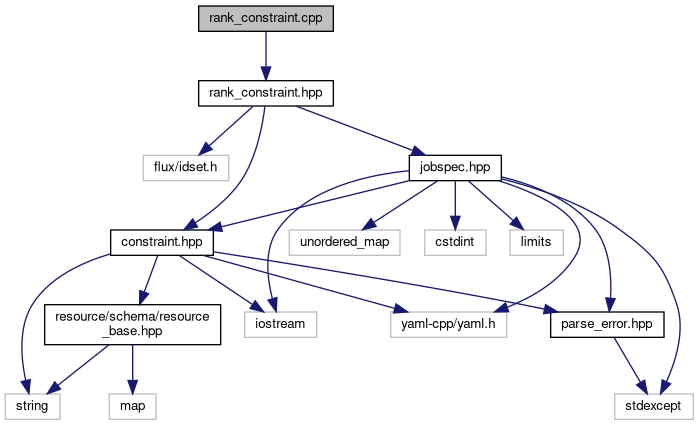 rank_constraint.cpp
rank_constraint.hpp
flux/idset.h
jobspec.hpp
constraint.hpp
unordered_map
cstdint
limits
resource/schema/resource
_base.hpp
iostream
yaml-cpp/yaml.h
parse_error.hpp
string
map
stdexcept